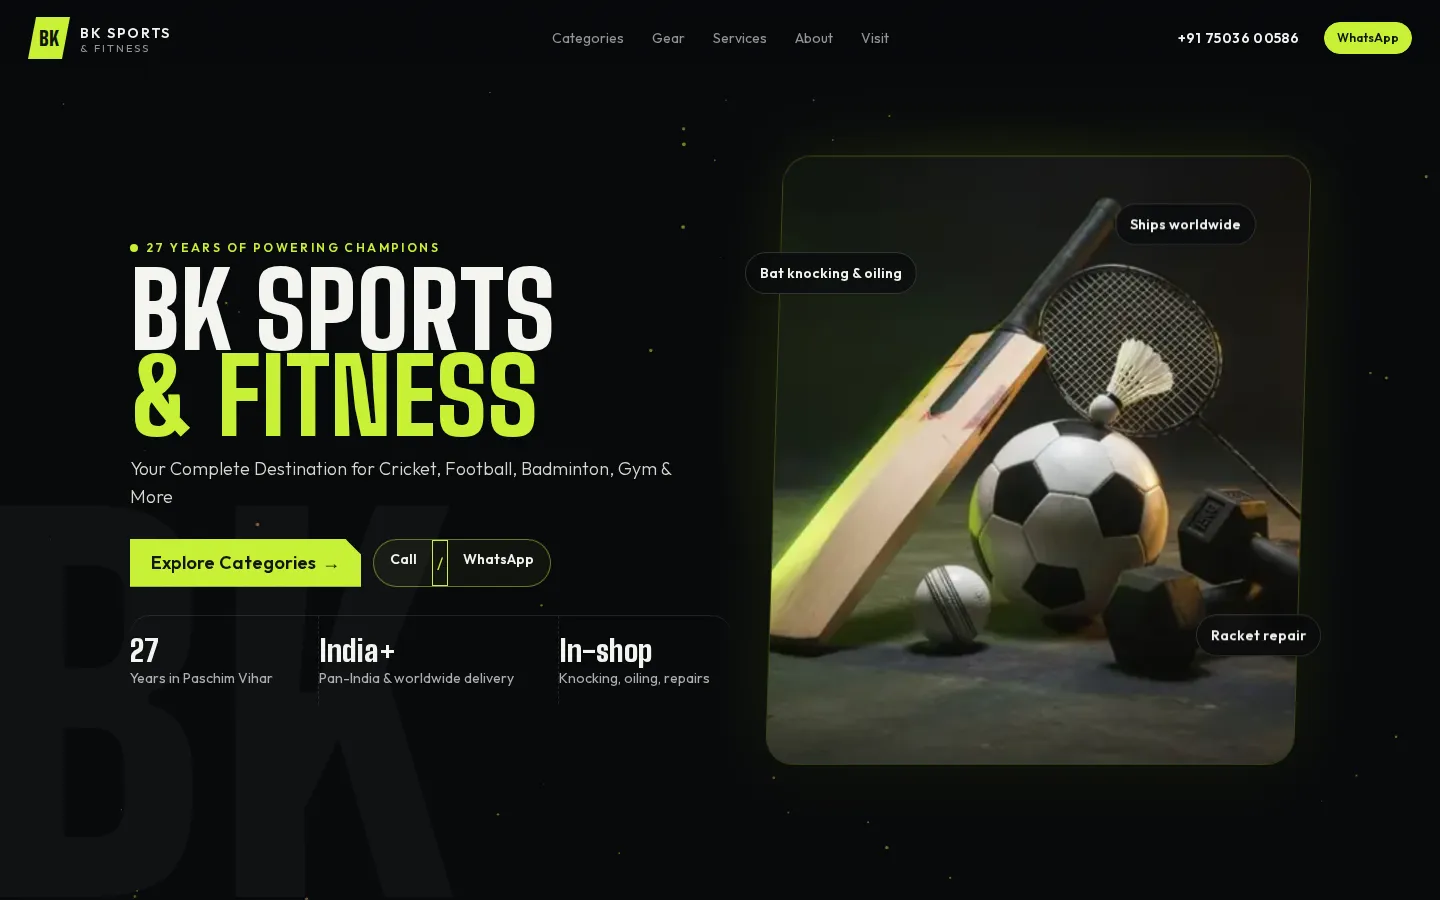 BK
BK SPORTS
& FITNESS
Categories
Gear
Services
About
Visit
+91 75036 00586
WhatsApp
27 YEARS OF POWERING CHAMPIONS
BK SPORTS
& FITNESS
Your Complete Destination for Cricket, Football, Badminton, Gym &
More
Explore Categories →
Call / WhatsApp
27
Years in Paschim Vihar
India+
Pan-India & worldwide delivery
In-shop
Knocking, oiling, repairs
Ships worldwide
Bat knocking & oiling
Racket repair
BK